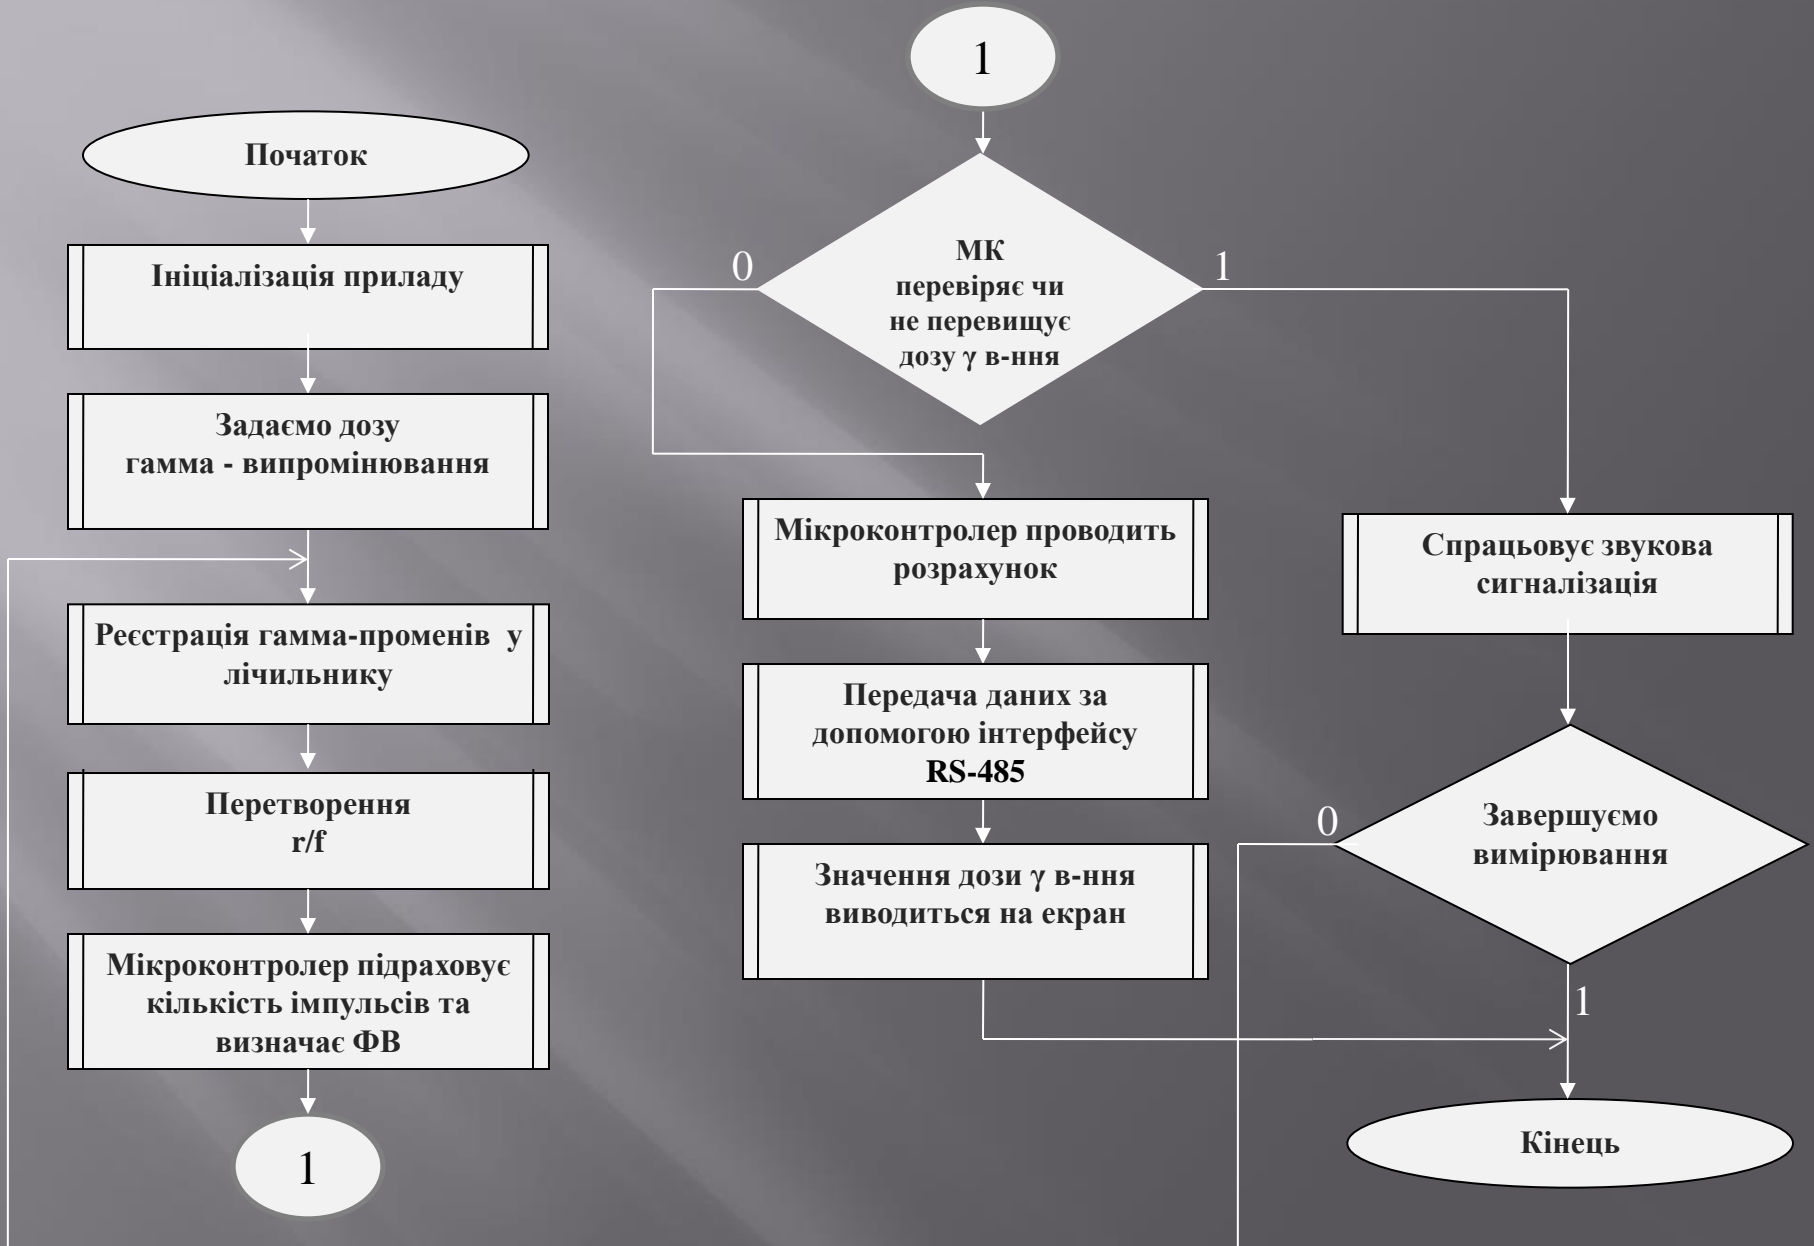 Початок
Ініціалізація приладу
Задаємо дозу
гамма - випромінювання
Реєстрація гамма-променів у
лічильнику
Перетворення
r/f
Мікроконтролер підраховує
кількість імпульсів та
визначає ФВ
1
1
МК
перевіряє чи
не перевищує
дозу γ в-ння
0
1
Мікроконтролер проводить
розрахунок
Передача даних за
допомогою інтерфейсу
RS-485
Значення дози γ в-ння
виводиться на екран
Спрацьовує звукова
сигналізація
Завершуємо
вимірювання
0
1
Кінець